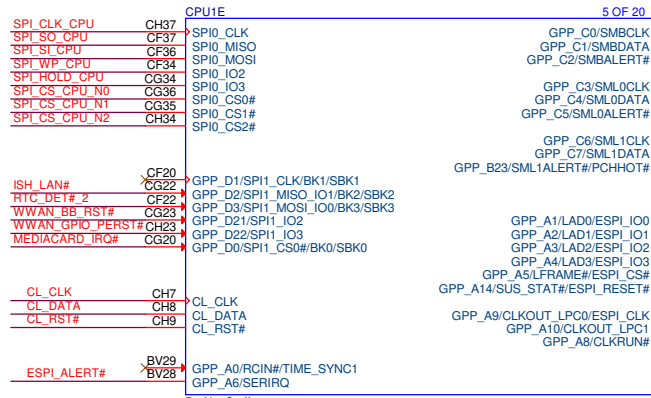 CPU1E 5 OF 20
SPI_CLK_CPU CH37 SPI0_CLK GPP_C0/SMBCLK
SPI_SO_CPU CF37 SPI0_MISO GPP_C1/SMBDATA
SPI_SI_CPU CF36 SPI0_MOSI GPP_C2/SMBALERT#
SPI_WP_CPU CF34 SPI0_IO2
SPI_HOLD_CPU CG34 SPI0_IO3 GPP_C3/SML0CLK
SPI_CS_CPU_N0 CG36 SPI0_CS0# GPP_C4/SML0DATA
SPI_CS_CPU_N1 CG35 SPI0_CS1# GPP_C5/SML0ALERT#
SPI_CS_CPU_N2 CH34 SPI0_CS2#
GPP_C6/SML1CLK
GPP_C7/SML1DATA
GPP_B23/SML1ALERT#/PCHHOT#
CF20 GPP_D1/SPI1_CLK/BK1/SBK1
ISH_LAN# CG22 GPP_D2/SPI1_MISO_IO1/BK2/SBK2
RTC_DET#_2 CF22 GPP_D3/SPI1_MOSI_IO0/BK3/SBK3
WWAN_BB_RST# CG23 GPP_D21/SPI1_IO2 GPP_A1/LAD0/ESPI_IO0
WWAN_GPIO_PERST# CH23 GPP_D22/SPI1_IO3 GPP_A2/LAD1/ESPI_IO1
MEDIACARD_IRQ# CG20 GPP_D0/SPI1_CS0#/BK0/SBK0 GPP_A3/LAD2/ESPI_IO2
GPP_A4/LAD3/ESPI_IO3
GPP_A5/LFRAME#/ESPI_CS#
GPP_A14/SUS_STAT#/ESPI_RESET#
CL_CLK CH7 CL_CLK
CL_DATA CH8 CL_DATA GPP_A9/CLKOUT_LPC0/ESPI_CLK
CL_RST# CH9 CL_RST# GPP_A10/CLKOUT_LPC1
GPP_A8/CLKRUN#
BV29 GPP_A0/RCIN#/TIME_SYNC1
ESPI_ALERT# BV28 GPP_A6/SERIRQ